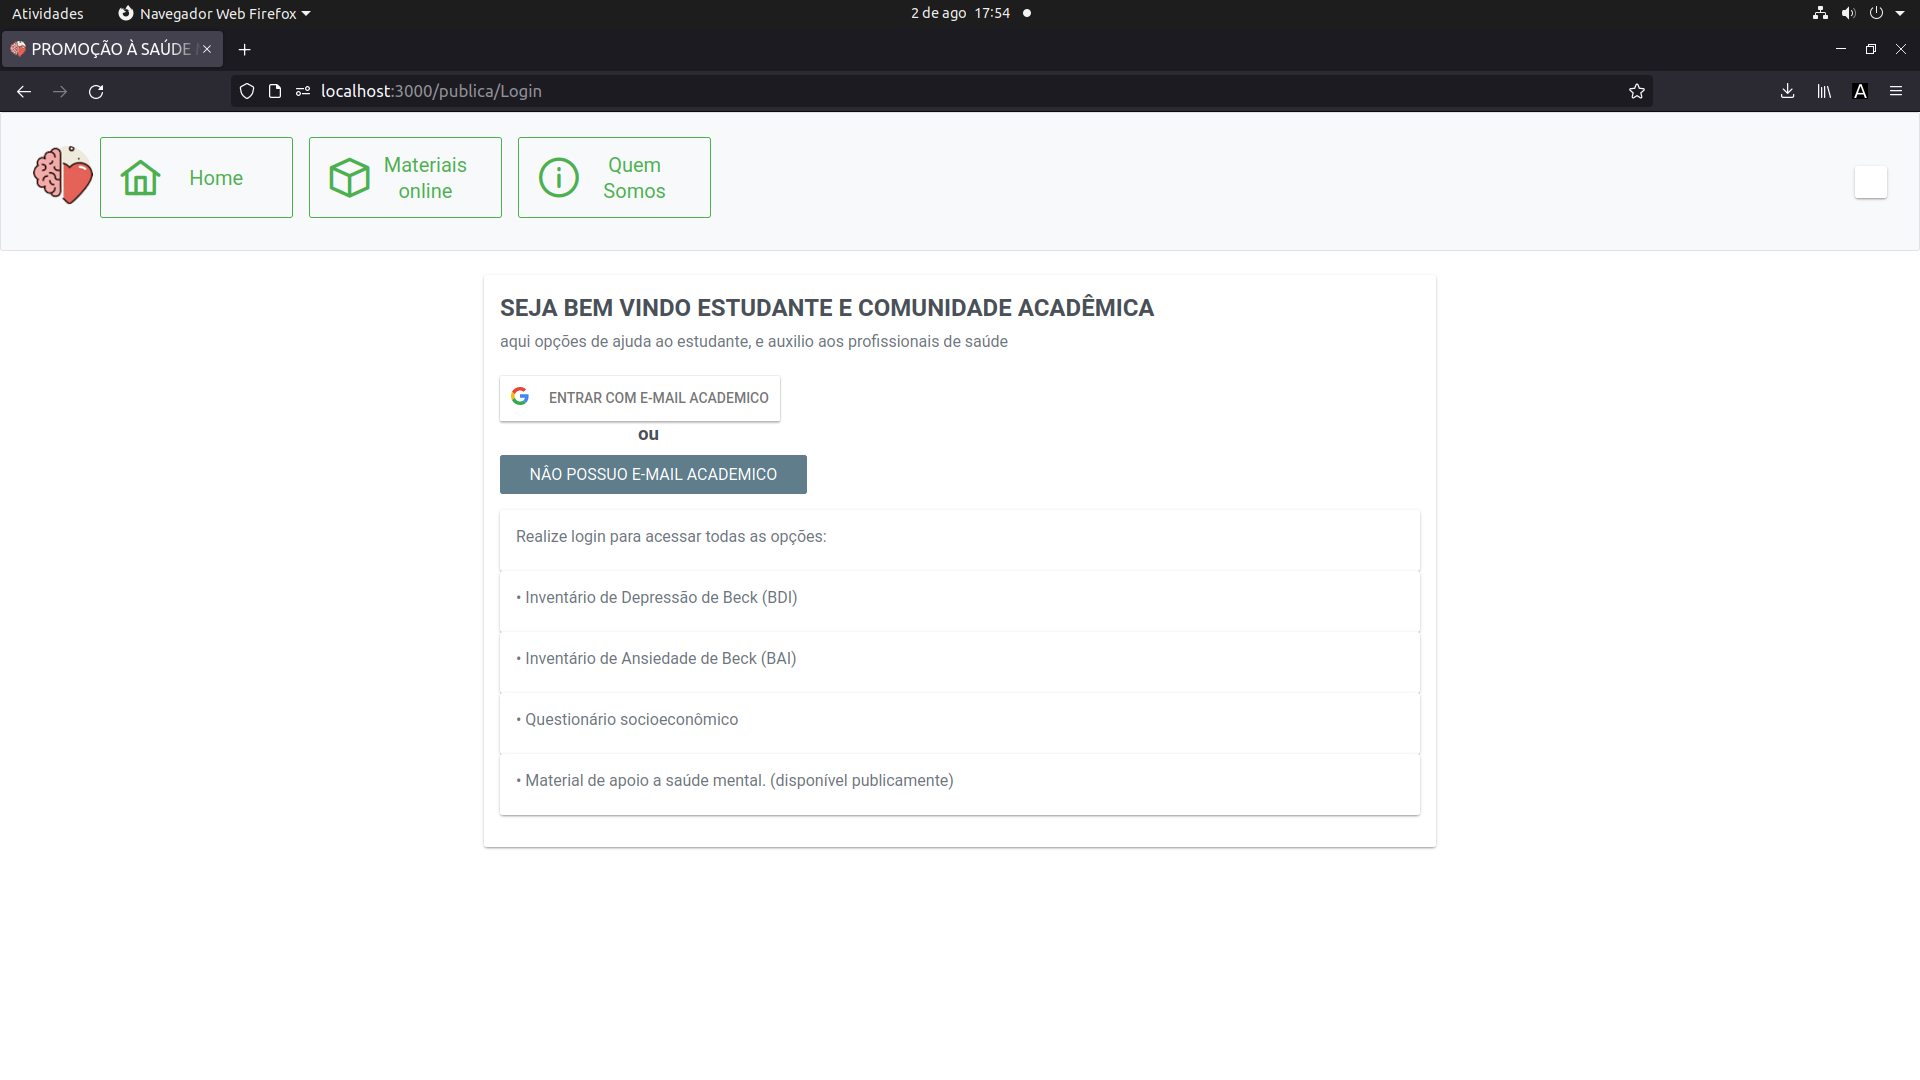 Atividades
Navegador Web Firefox
2 de ago 17:54
PROMOÇÃO À SAÚDE
localhost:3000/publica/Login
A
Home
Materiais
online
Quem
Somos
SEJA BEM VINDO ESTUDANTE E COMUNIDADE ACADÊMICA
aqui opções de ajuda ao estudante, e auxilio aos profissionais de saúde
ENTRAR COM E-MAIL ACADEMICO
ou
NÂO POSSUO E-MAIL ACADEMICO
Realize login para acessar todas as opções:
• Inventário de Depressão de Beck (BDI)
• Inventário de Ansiedade de Beck (BAI)
• Questionário socioeconômico
• Material de apoio a saúde mental. (disponível publicamente)